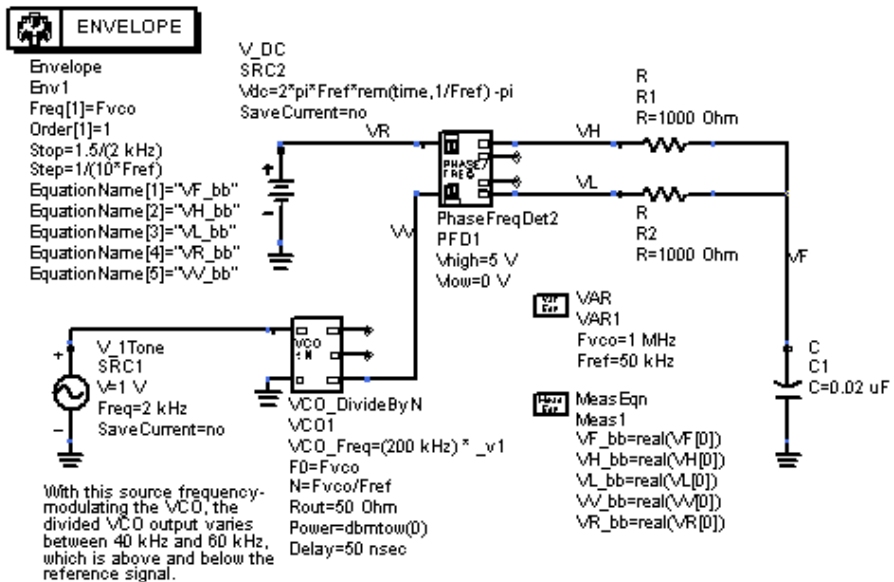 ENVELOPE
Envelope
Env1
Freq[1]=Fvco
Order[1]=1
Stop=1.5/(2 kHz)
Step=1/(10*Fref)
EquationName[1]="VF_bb"
EquationName[2]="VH_bb"
EquationName[3]="VL_bb"
EquationName[4]="VR_bb"
EquationName[5]="VV_bb"
V_DC
SRC2
Vdc=2*pi*Fref*rem(time,1/Fref) -pi
SaveCurrent=no
VR
VV
PHASE/
FREQ
PhaseFreqDet2
PFD1
Vhigh=5 V
Vlow=0 V
VH
VL
R
R1
R=1000 Ohm
R
R2
R=1000 Ohm
VF
C
C1
C=0.02 uF
V_1Tone
SRC1
V=1 V
Freq=2 kHz
SaveCurrent=no
With this source frequency-
modulating the VCO, the
divided VCO output varies
between 40 kHz and 60 kHz,
which is above and below the
reference signal.
VCO
÷N
VCO_DivideByN
VCO1
VCO_Freq=(200 kHz) * _v1
F0=Fvco
N=Fvco/Fref
Rout=50 Ohm
Power=dbmtow(0)
Delay=50 nsec
Var
Eqn
VAR
VAR1
Fvco=1 MHz
Fref=50 kHz
Meas
Eqn
MeasEqn
Meas1
VF_bb=real(VF[0])
VH_bb=real(VH[0])
VL_bb=real(VL[0])
VV_bb=real(VV[0])
VR_bb=real(VR[0])